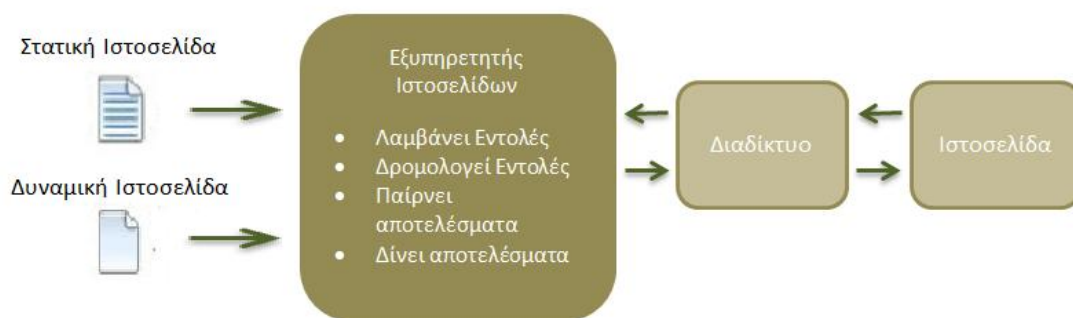 Στατική Ιστοσελίδα
Δυναμική Ιστοσελίδα
Εξυπηρετητής
Ιστοσελίδων
• Λαμβάνει Εντολές
• Δρομολογεί Εντολές
• Παίρνει
αποτελέσματα
• Δίνει αποτελέσματα
Διαδίκτυο
Ιστοσελίδα